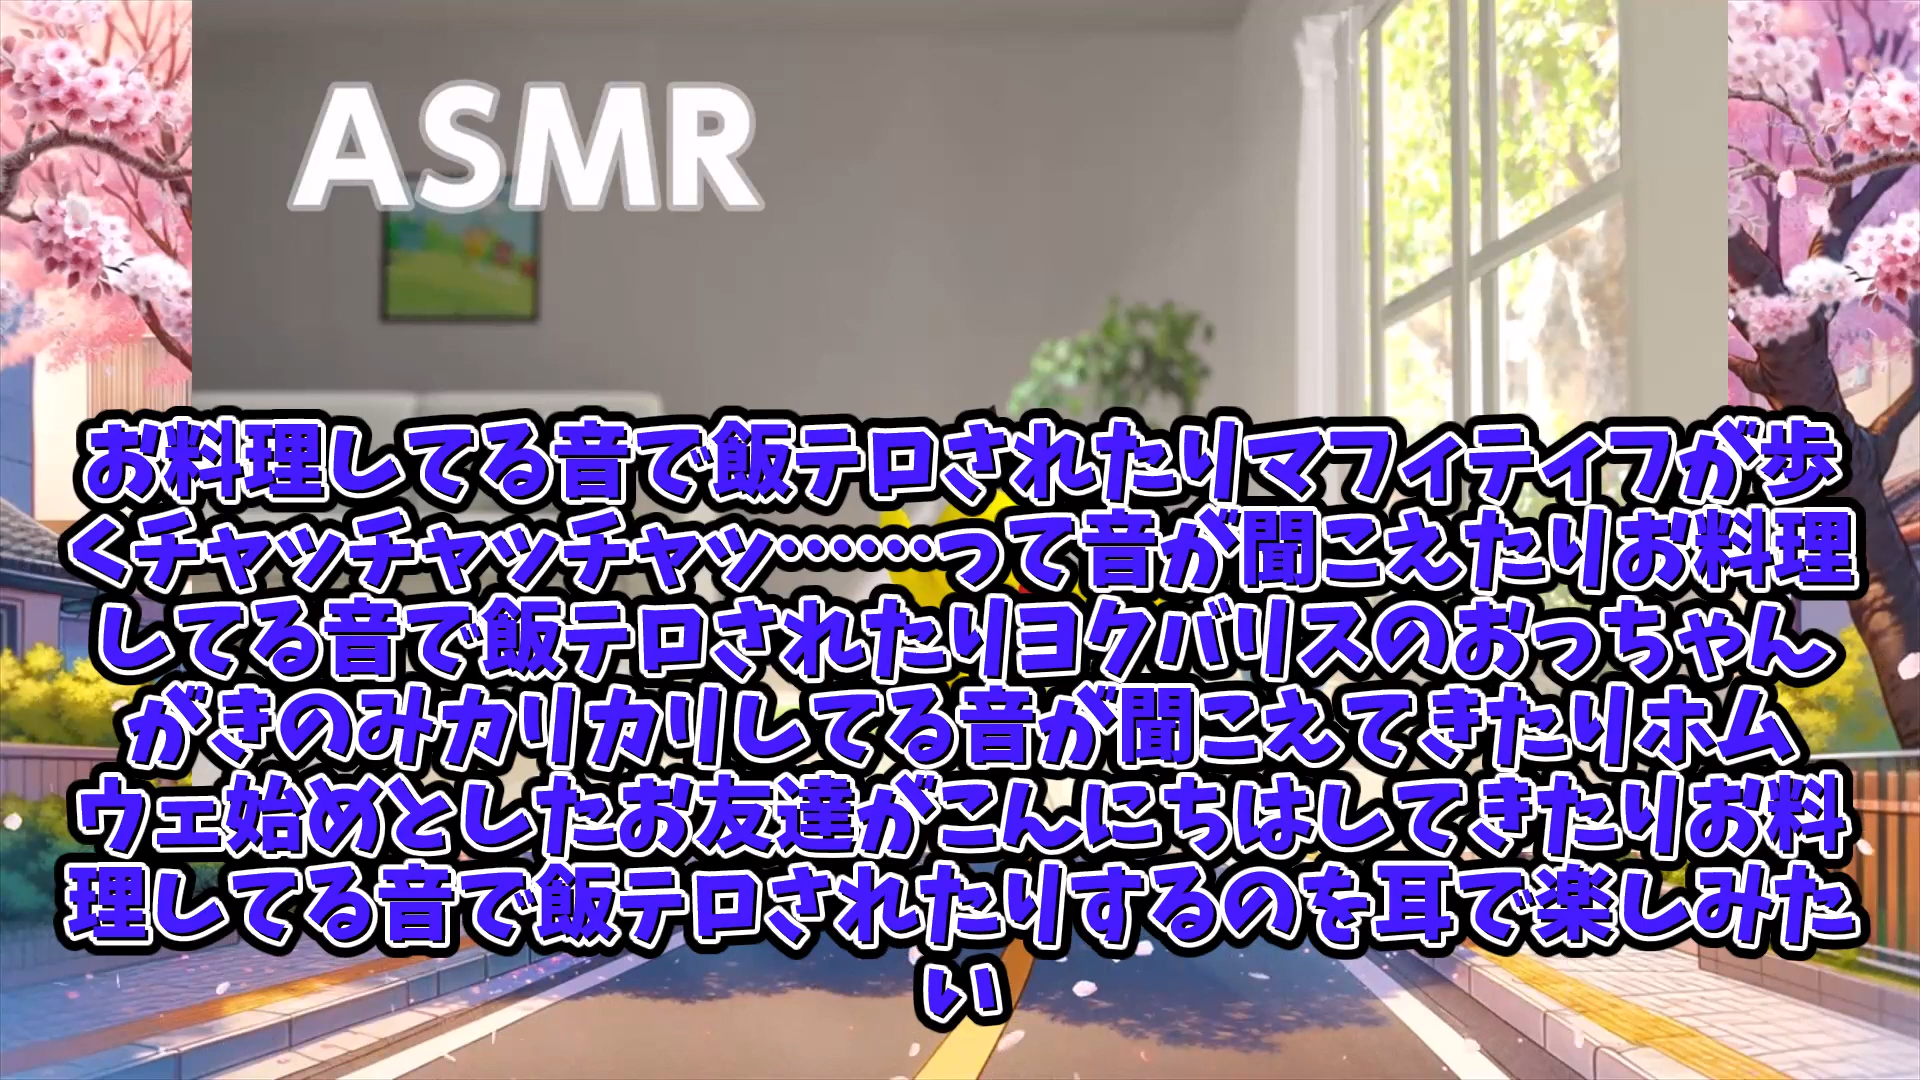 ASMR
お料理してる音で飯テロされたりマフィティフが歩
くチャッチャッチャッ……って音が聞こえたりお料理
してる音で飯テロされたりヨクバリスのおっちゃん
がきのみカリカリしてる音が聞こえてきたりホム
ウェ始めとしたお友達がこんにちはしてきたりお料
理してる音で飯テロされたりするのを耳で楽しみた
い